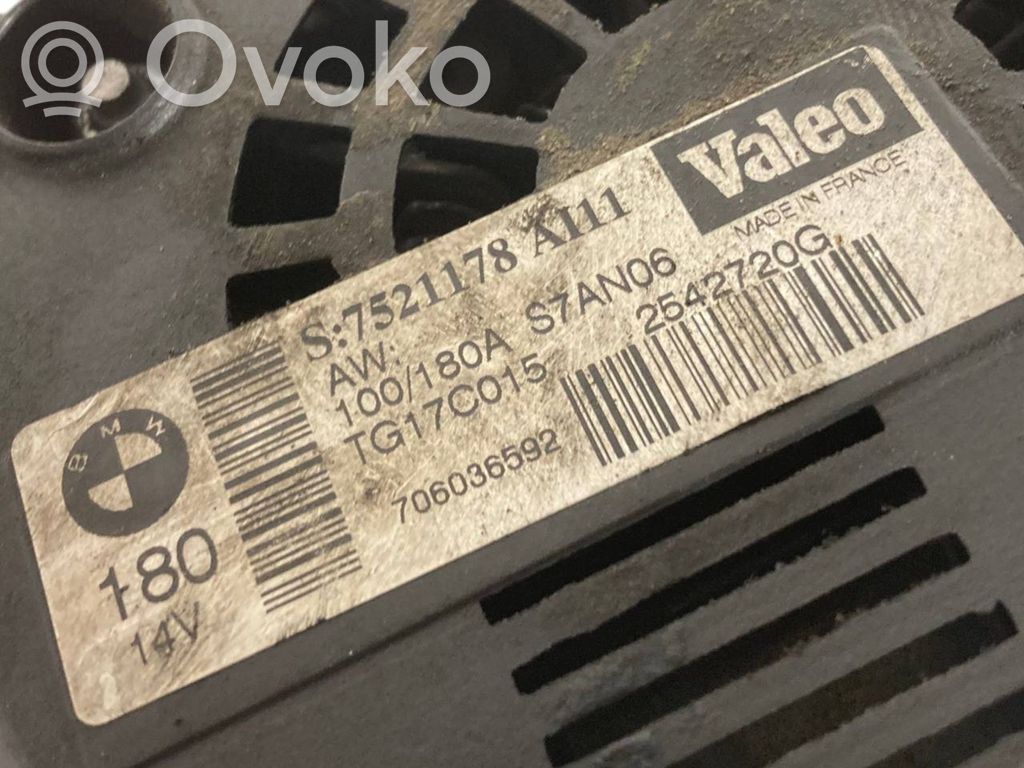 Ovoko
Valeo
MADE IN FRANCE
S:7521178 AI11
AW:
100/180A S7AN06
TG17C015 2542720G
706036592
BMW
180
14V